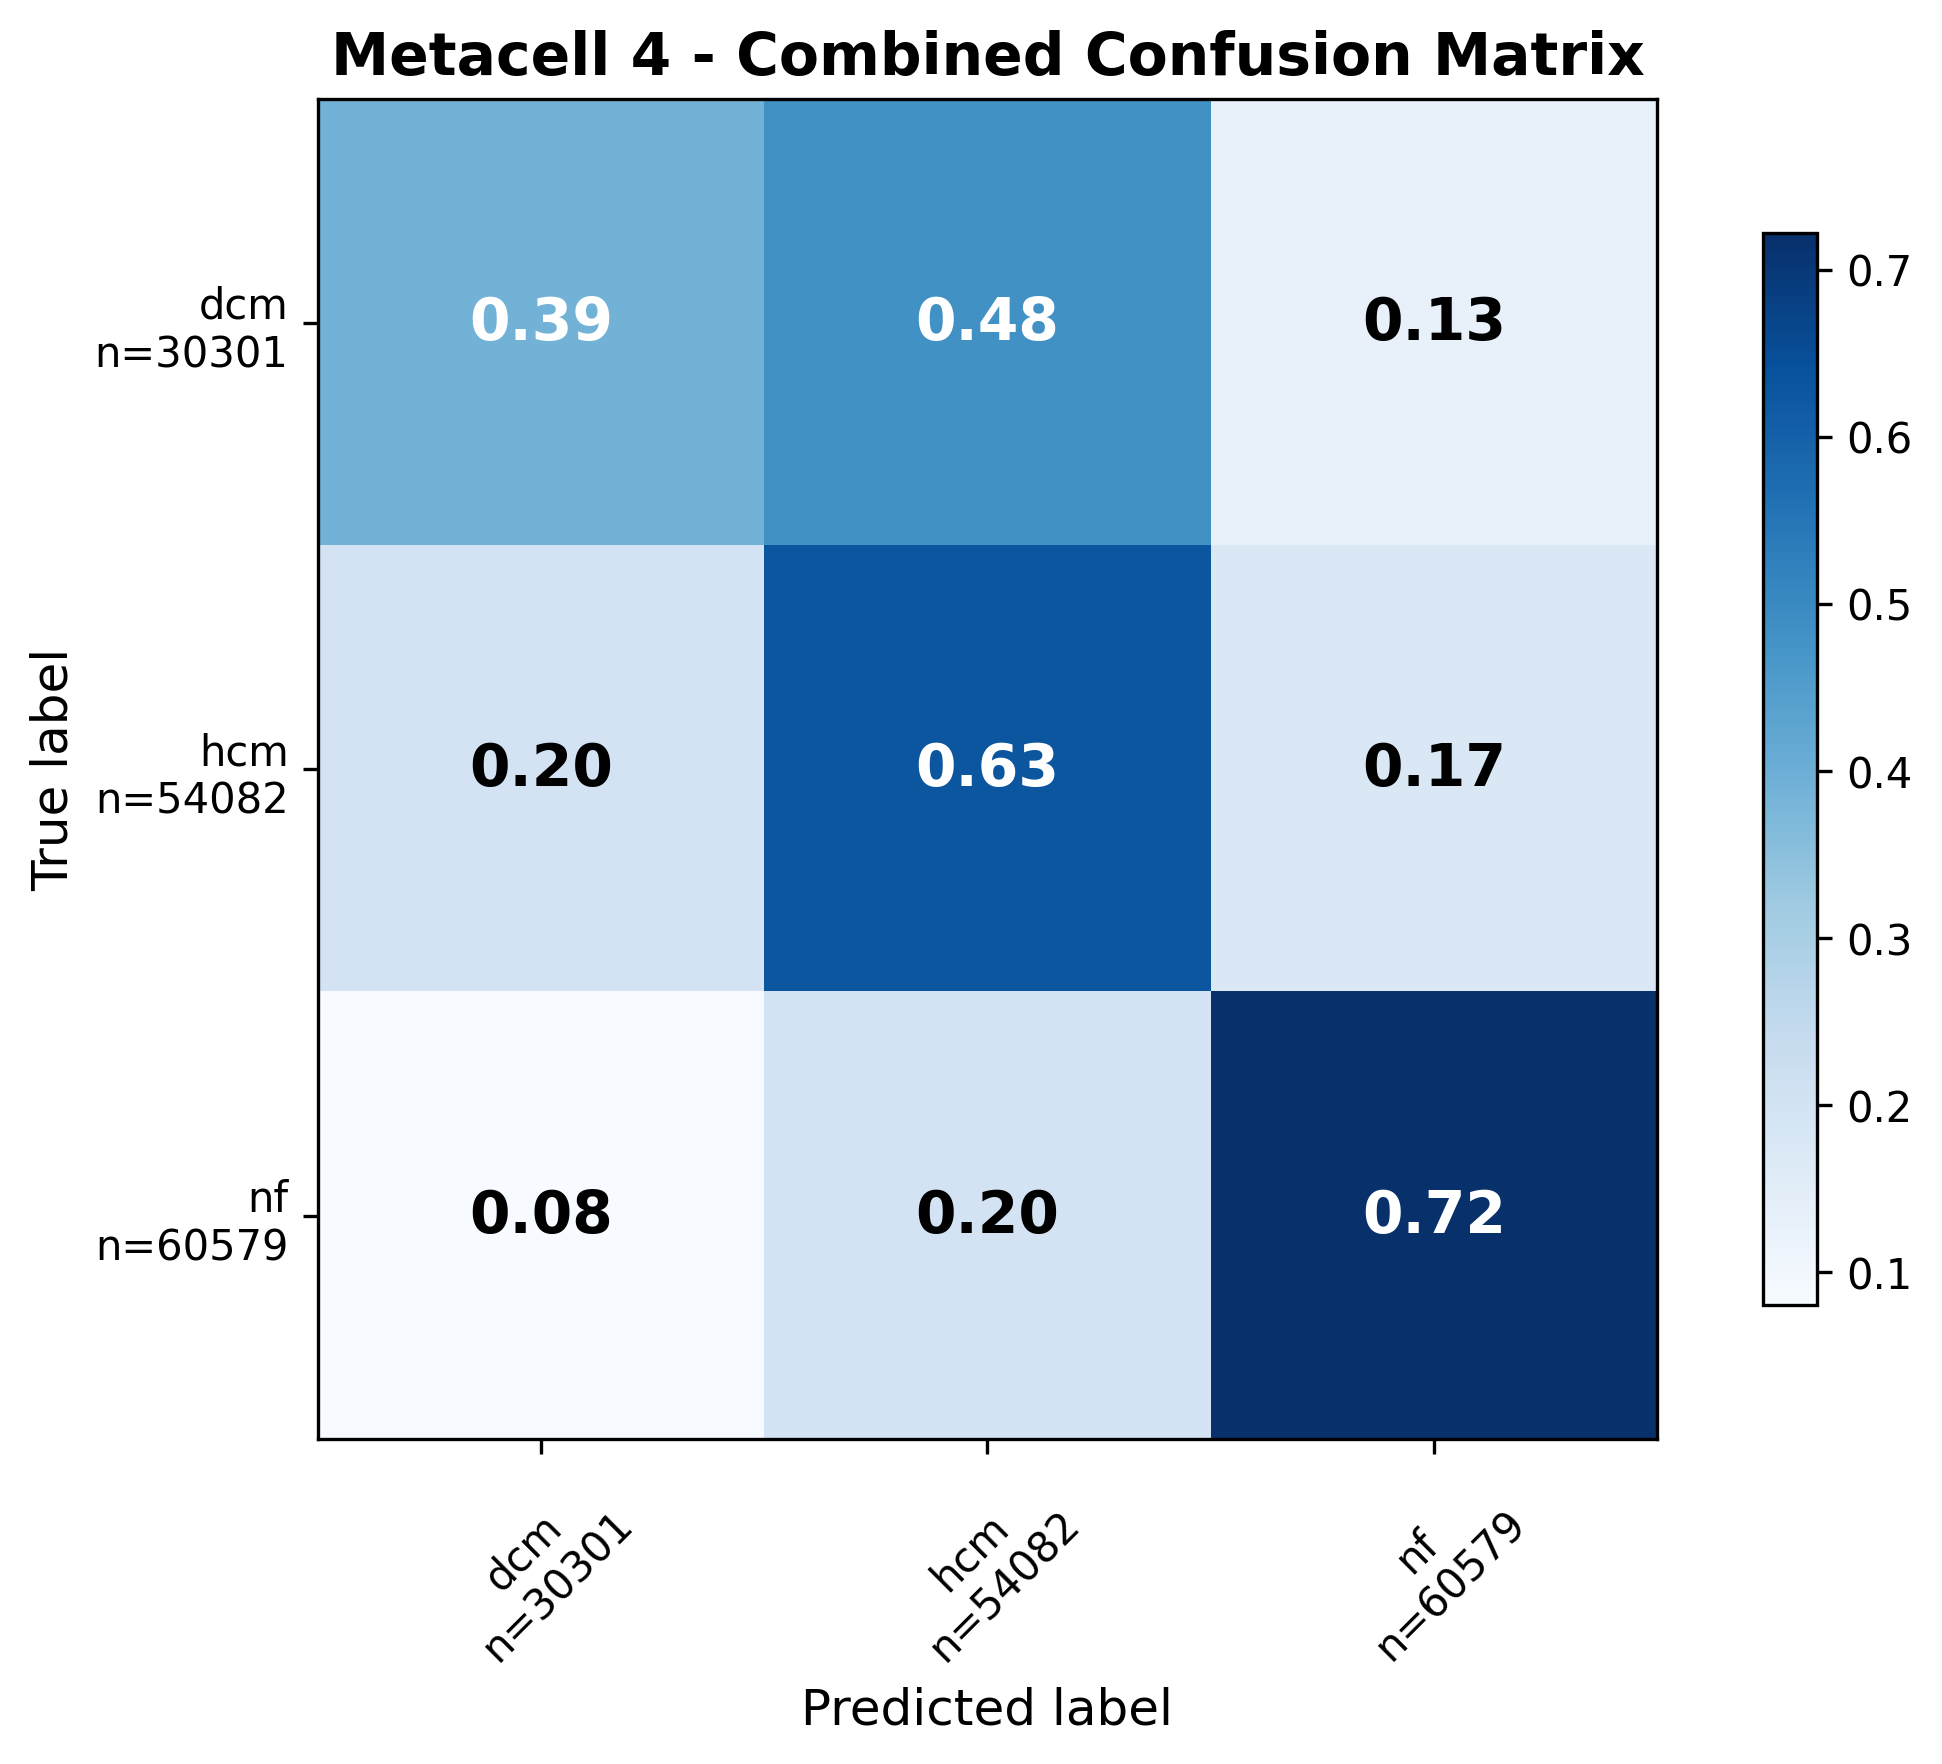 Metacell 4 - Combined Confusion Matrix
True label
dcm
n=30301
0.39
0.48
0.13
hcm
n=54082
0.20
0.63
0.17
nf
n=60579
0.08
0.20
0.72
dcm
n=30301
hcm
n=54082
nf
n=60579
Predicted label
0.7
0.6
0.5
0.4
0.3
0.2
0.1